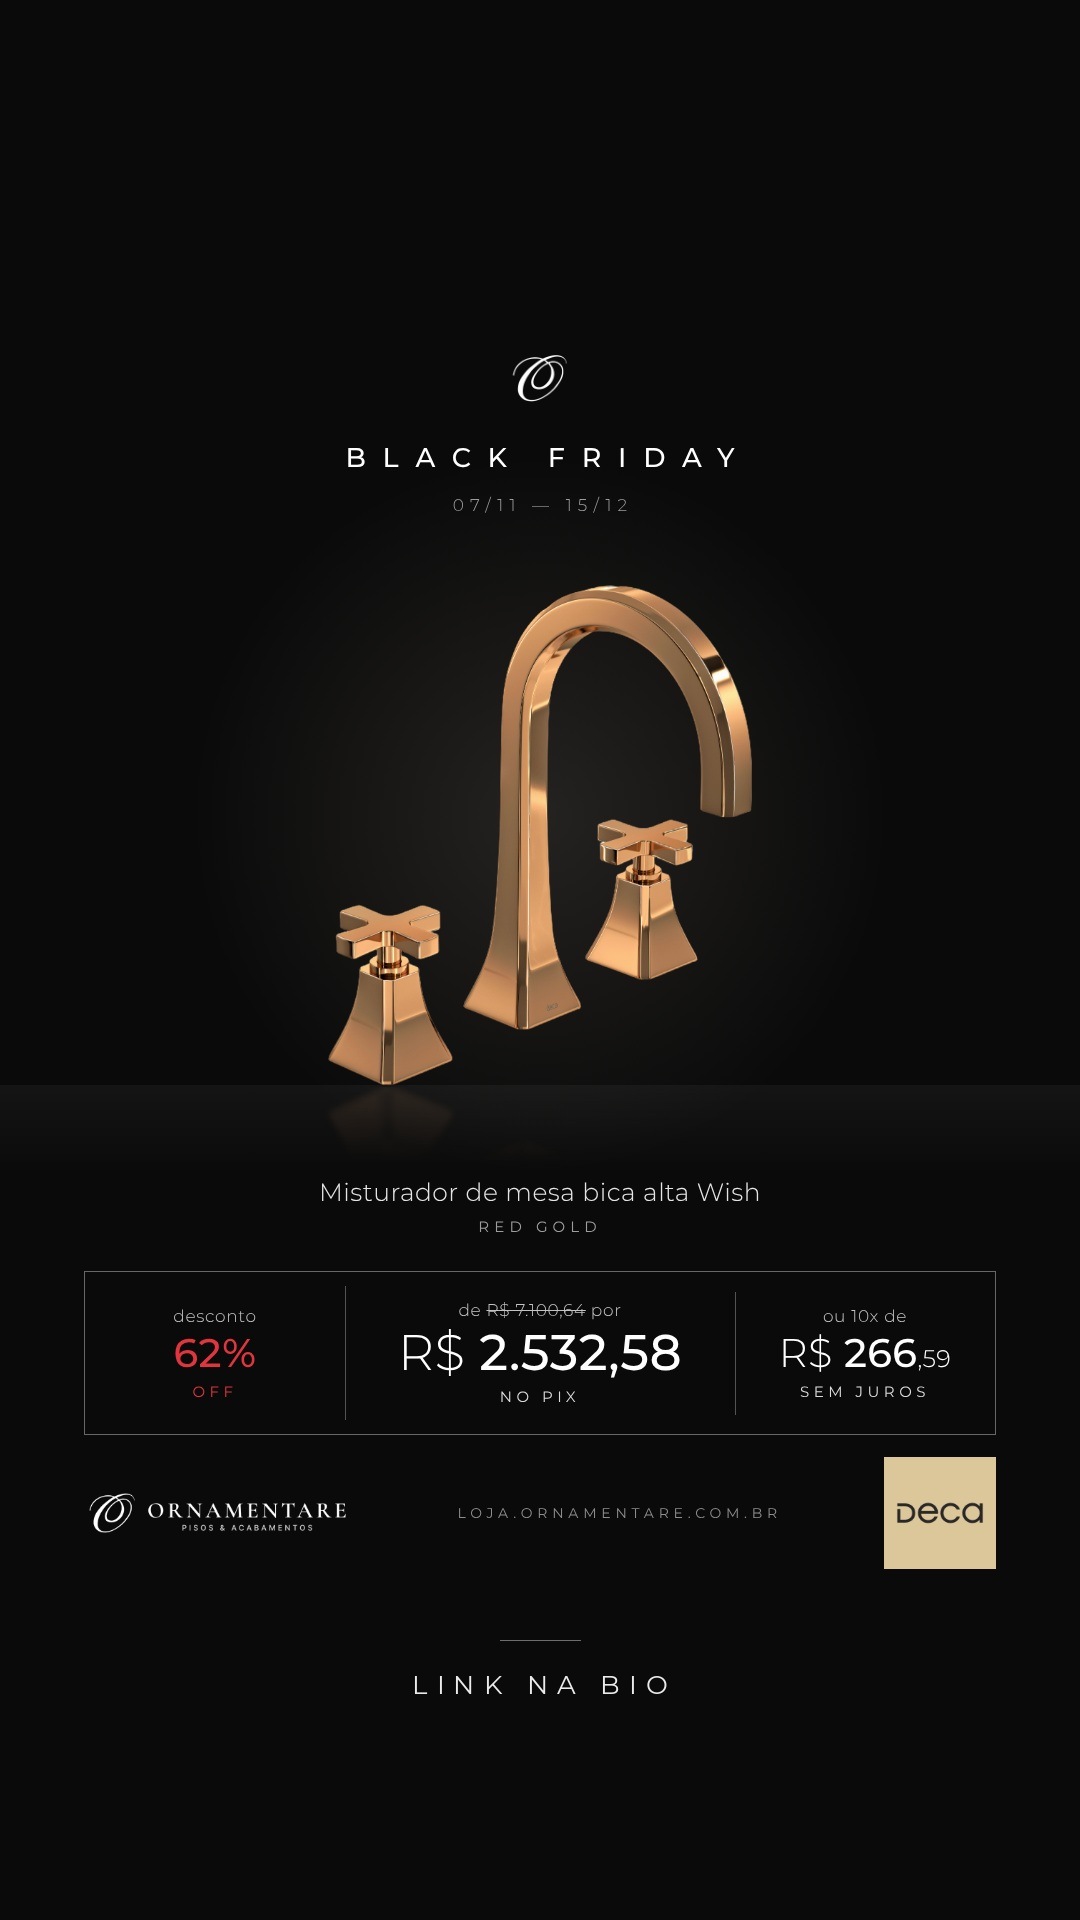 O
BLACK FRIDAY
07/11 — 15/12
Misturador de mesa bica alta Wish
RED GOLD
desconto
62%
OFF
de R$ 7.100,64 por
R$ 2.532,58
NO PIX
ou 10x de
R$ 266,59
SEM JUROS
O ORNAMENTARE
PISOS & ACABAMENTOS
LOJA.ORNAMENTARE.COM.BR
Deca
LINK NA BIO